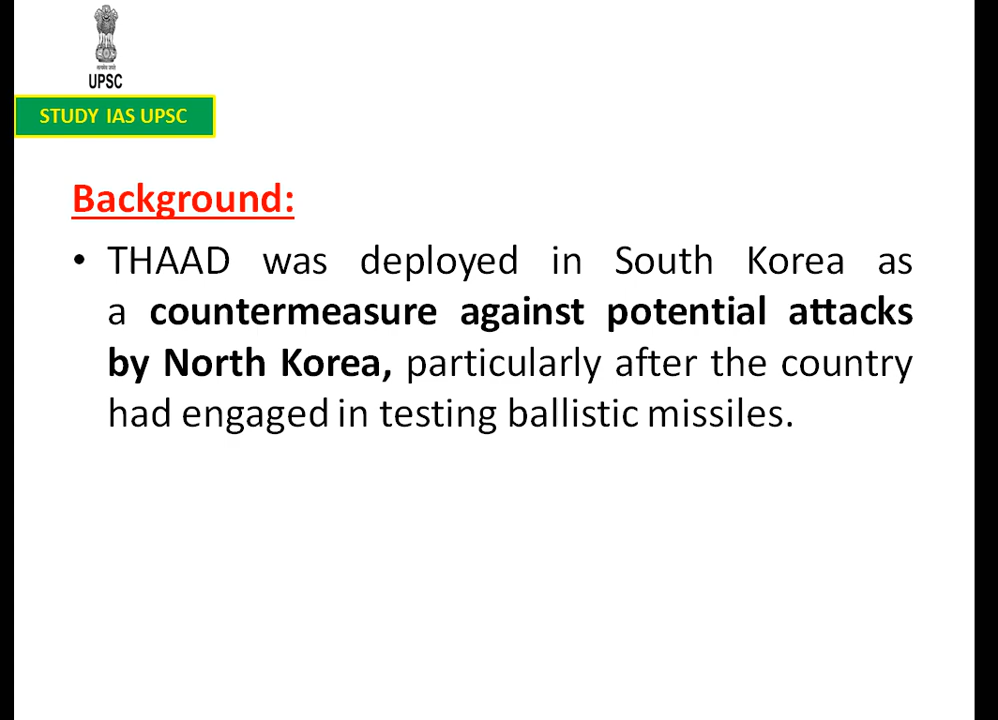 UPSC
STUDY IAS UPSC
Background:
• THAAD was deployed in South Korea as
a countermeasure against potential attacks
by North Korea, particularly after the country
had engaged in testing ballistic missiles.